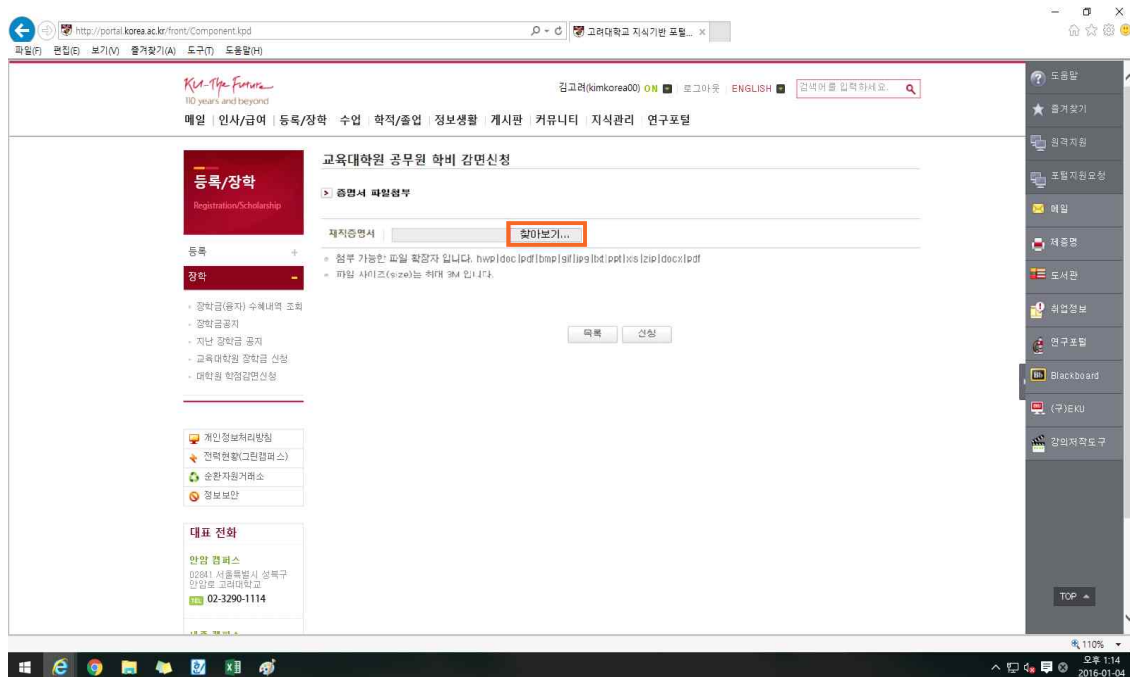 http://portal.korea.ac.kr/front/Component.kpd
고려대학교 지식기반 포털... ×
파일(F) 편집(E) 보기(V) 즐겨찾기(A) 도구(T) 도움말(H)
KU-The Future
110 years and beyond
김고려(kimkorea00) ON 로그아웃 ENGLISH 검색어를 입력하세요.
메일 인사/급여 등록/장학 수업 학적/졸업 정보생활 게시판 커뮤니티 지식관리 연구포털
등록/장학
Registration/Scholarship
등록 +
장학 -
· 장학금(융자) 수혜내역 조회
· 장학금공지
· 지난 장학금 공지
· 교육대학원 장학금 신청
· 대학원 학점감면신청
개인정보처리방침
전력현황(그린캠퍼스)
순환자원거래소
정보보안
대표 전화
안암 캠퍼스
02841 서울특별시 성북구
안암로 고려대학교
TEL 02-3290-1114
세종 캠퍼스
교육대학원 공무원 학비 감면신청
증명서 파일첨부
재직증명서 찾아보기...
첨부 가능한 파일 확장자 입니다. hwp|doc|pdf|bmp|gif|jpg|txt|ppt|xls|zip|docx|pdf
파일 사이즈(size)는 최대 3M 입니다.
목록 신청
도움말
즐겨찾기
원격지원
포털지원요청
메일
제증명
도서관
취업정보
연구포털
Blackboard
(구)EKU
강의저작도구
TOP
110%
오후 1:14
2016-01-04